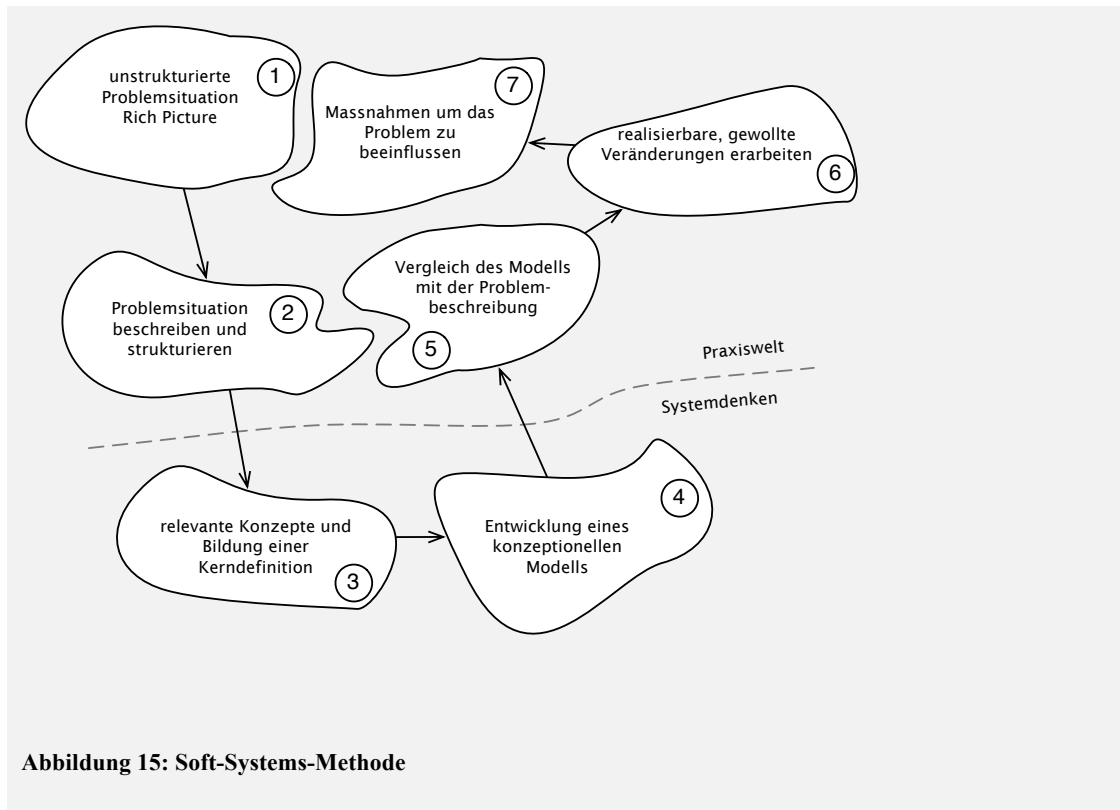 unstrukturierte
Problemsituation
Rich Picture
1
Massnahmen um das
Problem zu
beeinflussen
7
realisierbare, gewollte
Veränderungen erarbeiten
6
Problemsituation
beschreiben und
strukturieren
2
Vergleich des Modells
mit der Problem-
beschreibung
5
Praxiswelt
Systemdenken
relevante Konzepte und
Bildung einer
Kerndefinition
3
Entwicklung eines
konzeptionellen
Modells
4
Abbildung 15: Soft-Systems-Methode